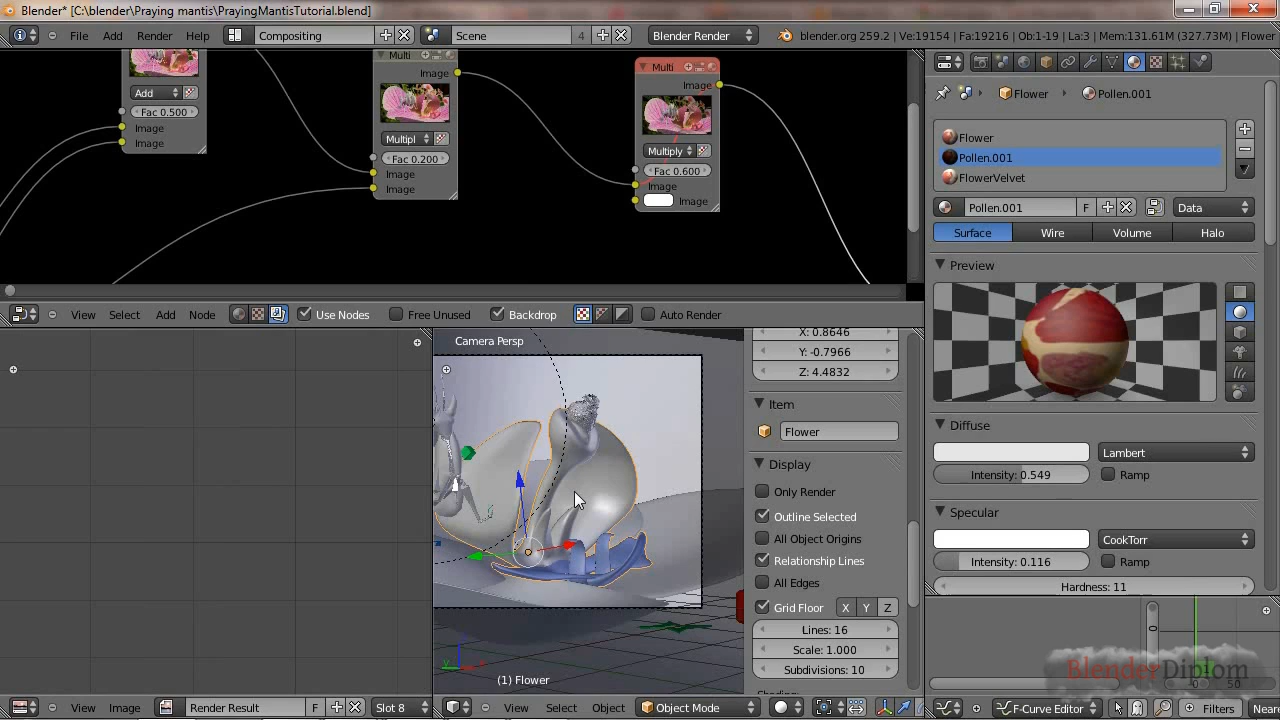 Blender* [C:\blender\Praying mantis\PrayingMantisTutorial.blend]
File Add Render Help Compositing Scene 4 Blender Render blender.org 259.2 | Ve:19154 | Fa:19216 | Ob:1-19 | La:3 | Mem:131.61M (327.73M) | Flower
Add
Fac 0.500
Image
Image
Multi
Image
Multipl
Fac 0.200
Image
Image
Multi
Image
Multiply
Fac 0.600
Image
Image
View Select Add Node Use Nodes Free Unused Backdrop Auto Render
Camera Persp
(1) Flower
X: 0.8646
Y: -0.7966
Z: 4.4832
Item
Flower
Display
Only Render
Outline Selected
All Object Origins
Relationship Lines
All Edges
Grid Floor X Y Z
Lines: 16
Scale: 1.000
Subdivisions: 10
View Image Render Result F Slot 8
View Select Object Object Mode
Flower Pollen.001
Flower
Pollen.001
FlowerVelvet
Pollen.001 F Data
Surface Wire Volume Halo
Preview
Diffuse
Lambert
Intensity: 0.549 Ramp
Specular
CookTorr
Intensity: 0.116 Ramp
Hardness: 11
0
BlenderDiplom
0 50
F-Curve Editor Filters Neare